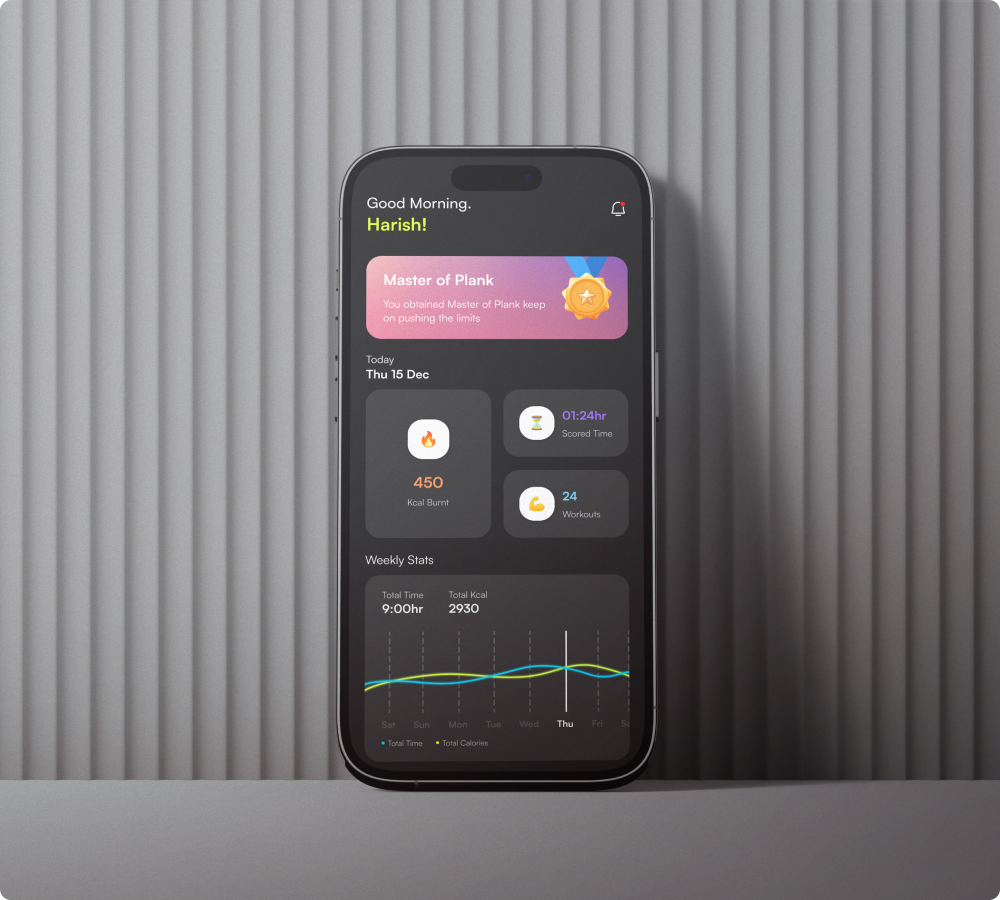 Good Morning.
Harish!
Master of Plank
You obtained Master of Plank keep
on pushing the limits
Today
Thu 15 Dec
450
Kcal Burnt
01:24hr
Scored Time
24
Workouts
Weekly Stats
Total Time Total Kcal
9:00hr 2930
Sat Sun Mon Tue Wed Thu Fri Sa
Total Time Total Calories